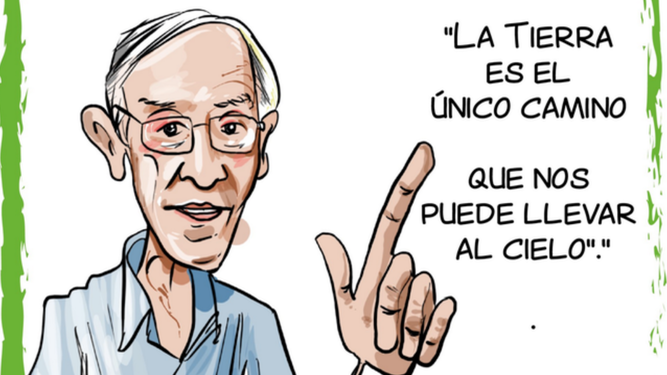 "LA TIERRA
ES EL
ÚNICO CAMINO
QUE NOS
PUEDE LLEVAR
AL CIELO"."
.